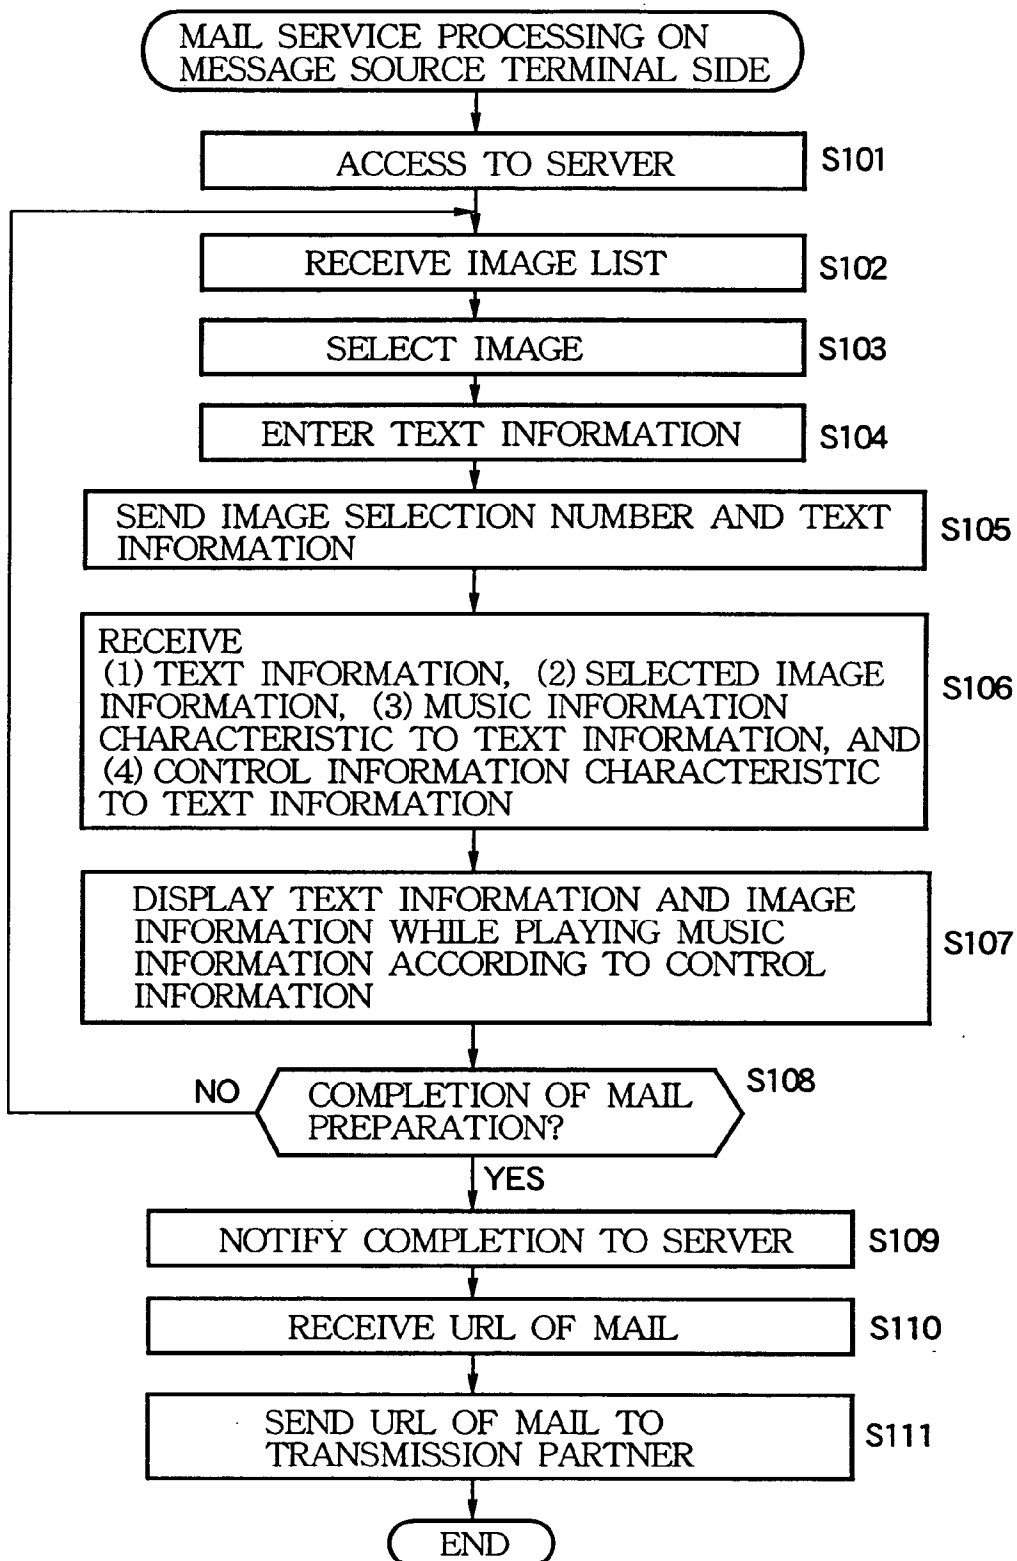 MAIL SERVICE PROCESSING ON
MESSAGE SOURCE TERMINAL SIDE
ACCESS TO SERVER
S101
RECEIVE IMAGE LIST
S102
SELECT IMAGE
S103
ENTER TEXT INFORMATION
S104
SEND IMAGE SELECTION NUMBER AND TEXT
INFORMATION
S105
RECEIVE
(1) TEXT INFORMATION, (2) SELECTED IMAGE
INFORMATION, (3) MUSIC INFORMATION
CHARACTERISTIC TO TEXT INFORMATION, AND
(4) CONTROL INFORMATION CHARACTERISTIC
TO TEXT INFORMATION
S106
DISPLAY TEXT INFORMATION AND IMAGE
INFORMATION WHILE PLAYING MUSIC
INFORMATION ACCORDING TO CONTROL
INFORMATION
S107
NO
COMPLETION OF MAIL
PREPARATION?
S108
YES
NOTIFY COMPLETION TO SERVER
S109
RECEIVE URL OF MAIL
S110
SEND URL OF MAIL TO
TRANSMISSION PARTNER
S111
END